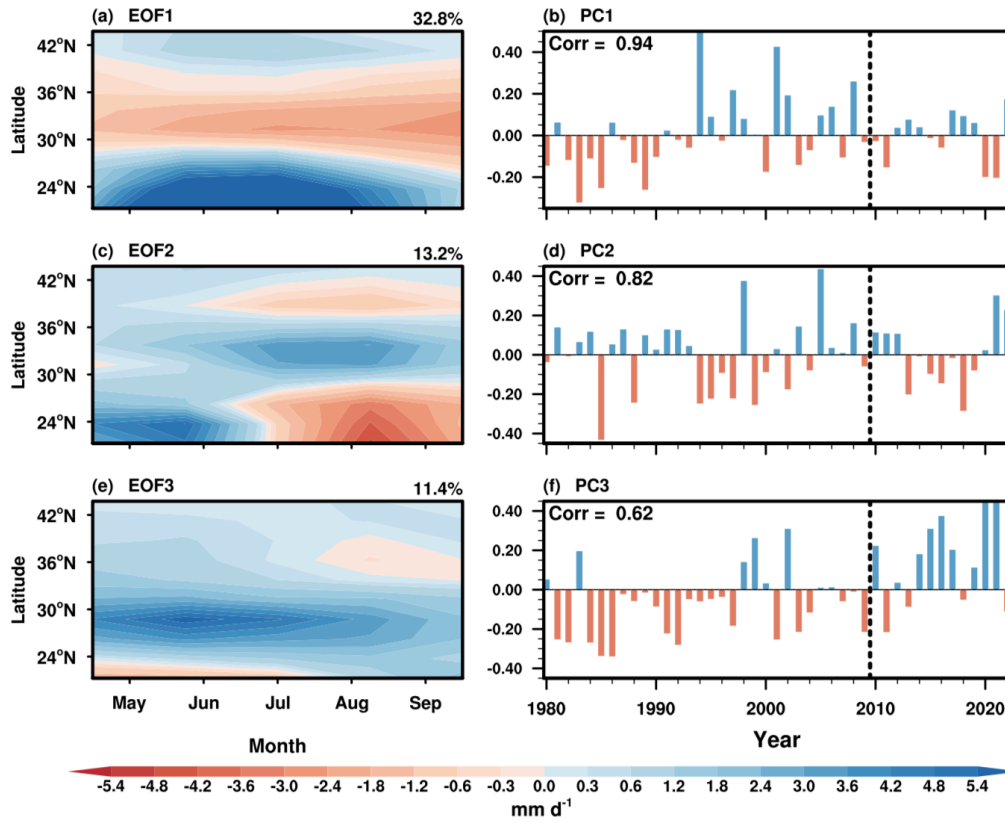 (a) EOF1 32.8%
42°N
36°N
30°N
24°N
Latitude
(b) PC1
Corr = 0.94
0.40
0.20
0.00
-0.20
(c) EOF2 13.2%
42°N
36°N
30°N
24°N
Latitude
(d) PC2
Corr = 0.82
0.40
0.20
0.00
-0.20
-0.40
(e) EOF3 11.4%
42°N
36°N
30°N
24°N
Latitude
May Jun Jul Aug Sep
Month
(f) PC3
Corr = 0.62
0.40
0.20
0.00
-0.20
-0.40
1980 1990 2000 2010 2020
Year
-5.4 -4.8 -4.2 -3.6 -3.0 -2.4 -1.8 -1.2 -0.6 -0.3 0.0 0.3 0.6 1.2 1.8 2.4 3.0 3.6 4.2 4.8 5.4
mm d⁻¹